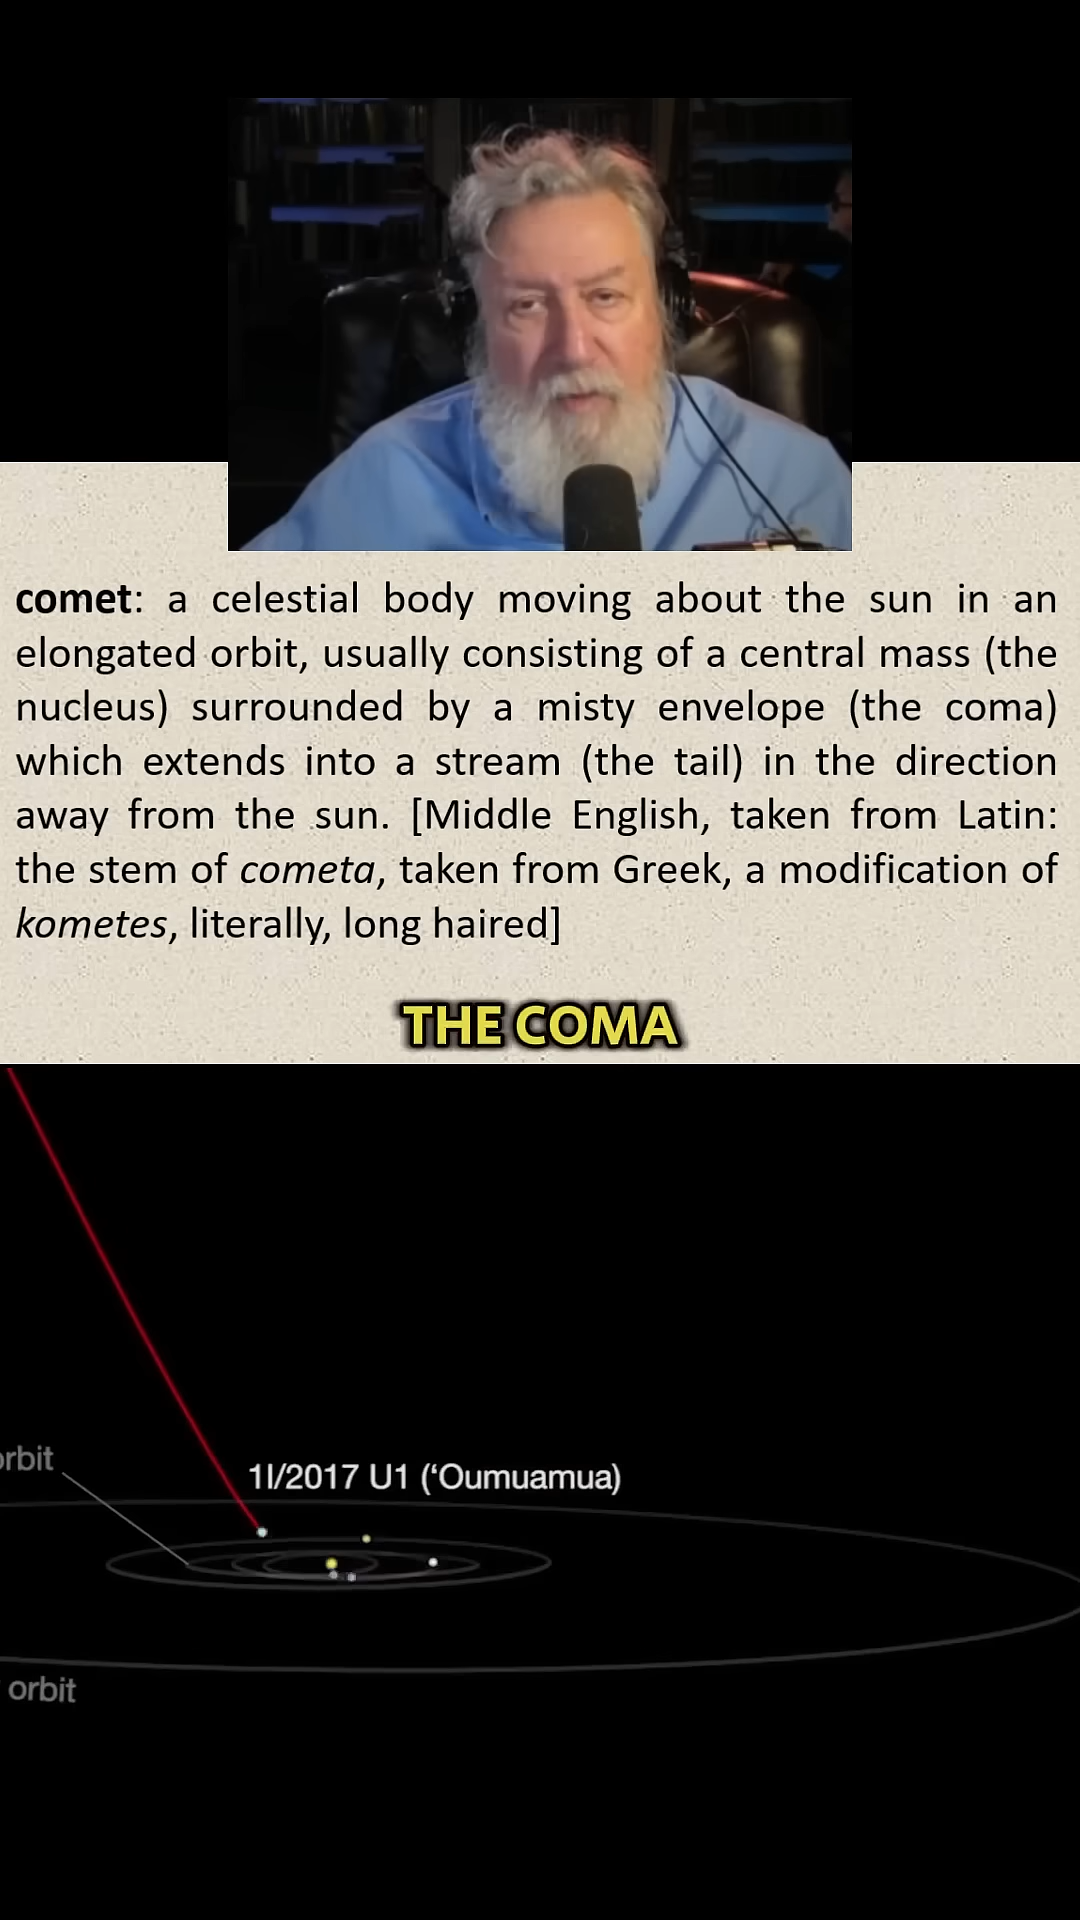 comet: a celestial body moving about the sun in an
elongated orbit, usually consisting of a central mass (the
nucleus) surrounded by a misty envelope (the coma)
which extends into a stream (the tail) in the direction
away from the sun. [Middle English, taken from Latin:
the stem of cometa, taken from Greek, a modification of
kometes, literally, long haired]
THE COMA
orbit
1I/2017 U1 (‘Oumuamua)
orbit